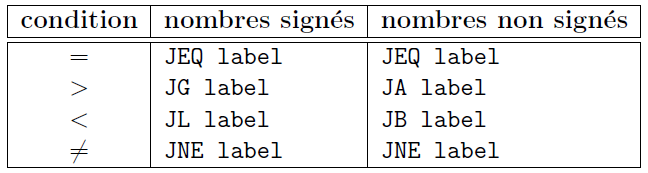 condition nombres signés nombres non signés
= JEQ label JEQ label
> JG label JA label
< JL label JB label
≠ JNE label JNE label